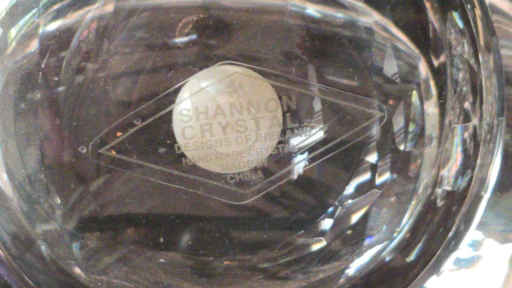 SHANNON
CRYSTAL
DESIGNS OF IRELAND
CHINA